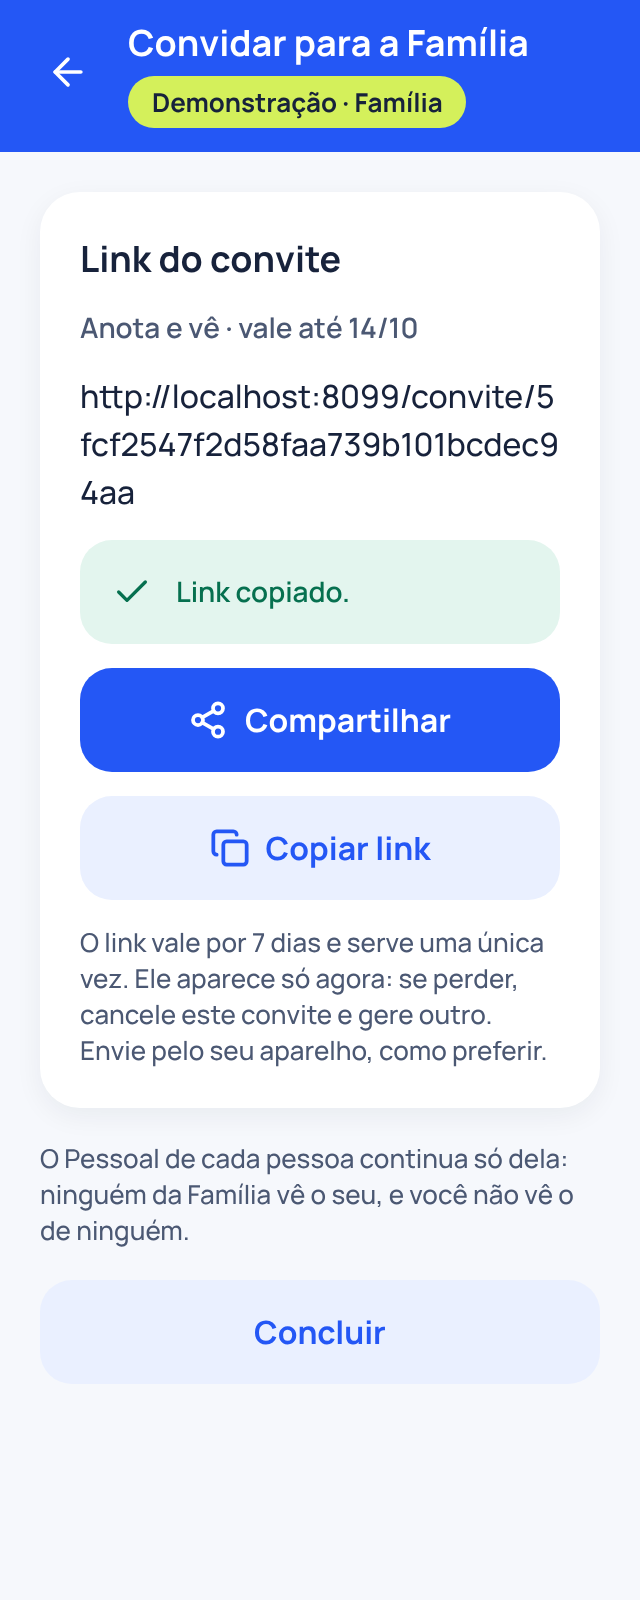 Convidar para a Família
Demonstração · Família
Link do convite
Anota e vê · vale até 14/10
http://localhost:8099/convite/5
fcf2547f2d58faa739b101bcdec9
4aa
Link copiado.
Compartilhar
Copiar link
O link vale por 7 dias e serve uma única
vez. Ele aparece só agora: se perder,
cancele este convite e gere outro.
Envie pelo seu aparelho, como preferir.
O Pessoal de cada pessoa continua só dela:
ninguém da Família vê o seu, e você não vê o
de ninguém.
Concluir